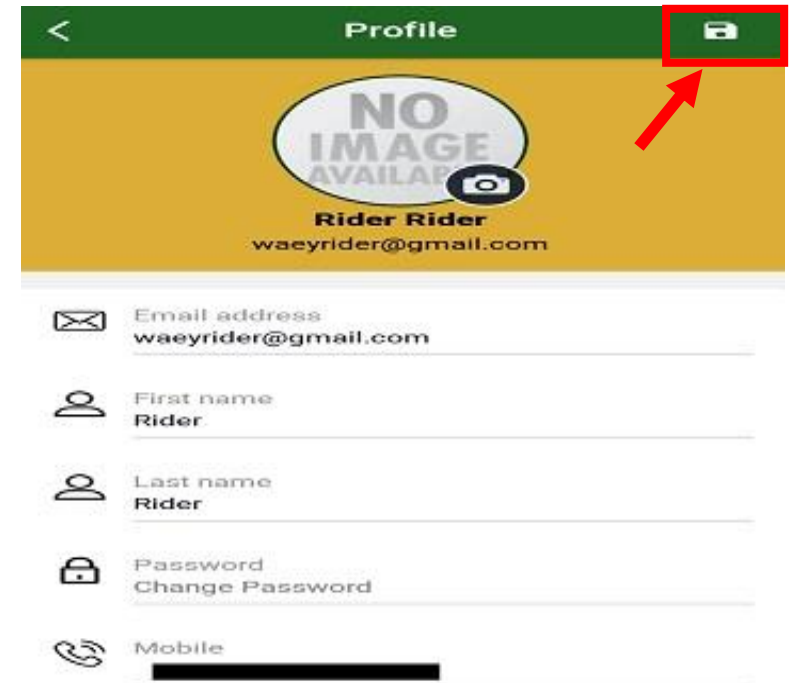 Profile
NO
IMAGE
Rider Rider
waeyrider@gmail.com
Email address
waeyrider@gmail.com
First name
Rider
Last name
Rider
Password
Change Password
Mobile